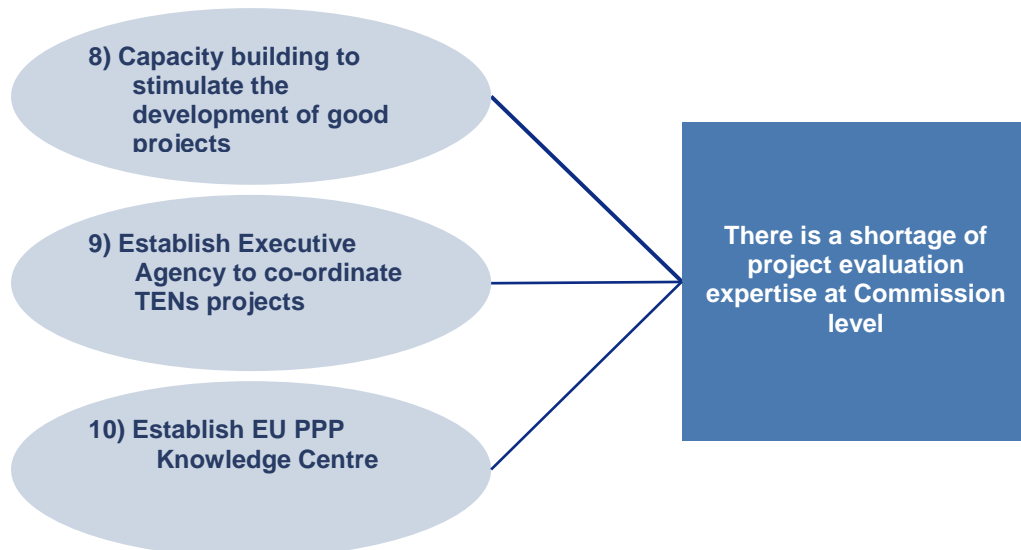 8) Capacity building to
stimulate the
development of good
projects
9) Establish Executive
Agency to co-ordinate
TENs projects
10) Establish EU PPP
Knowledge Centre
There is a shortage of
project evaluation
expertise at Commission
level